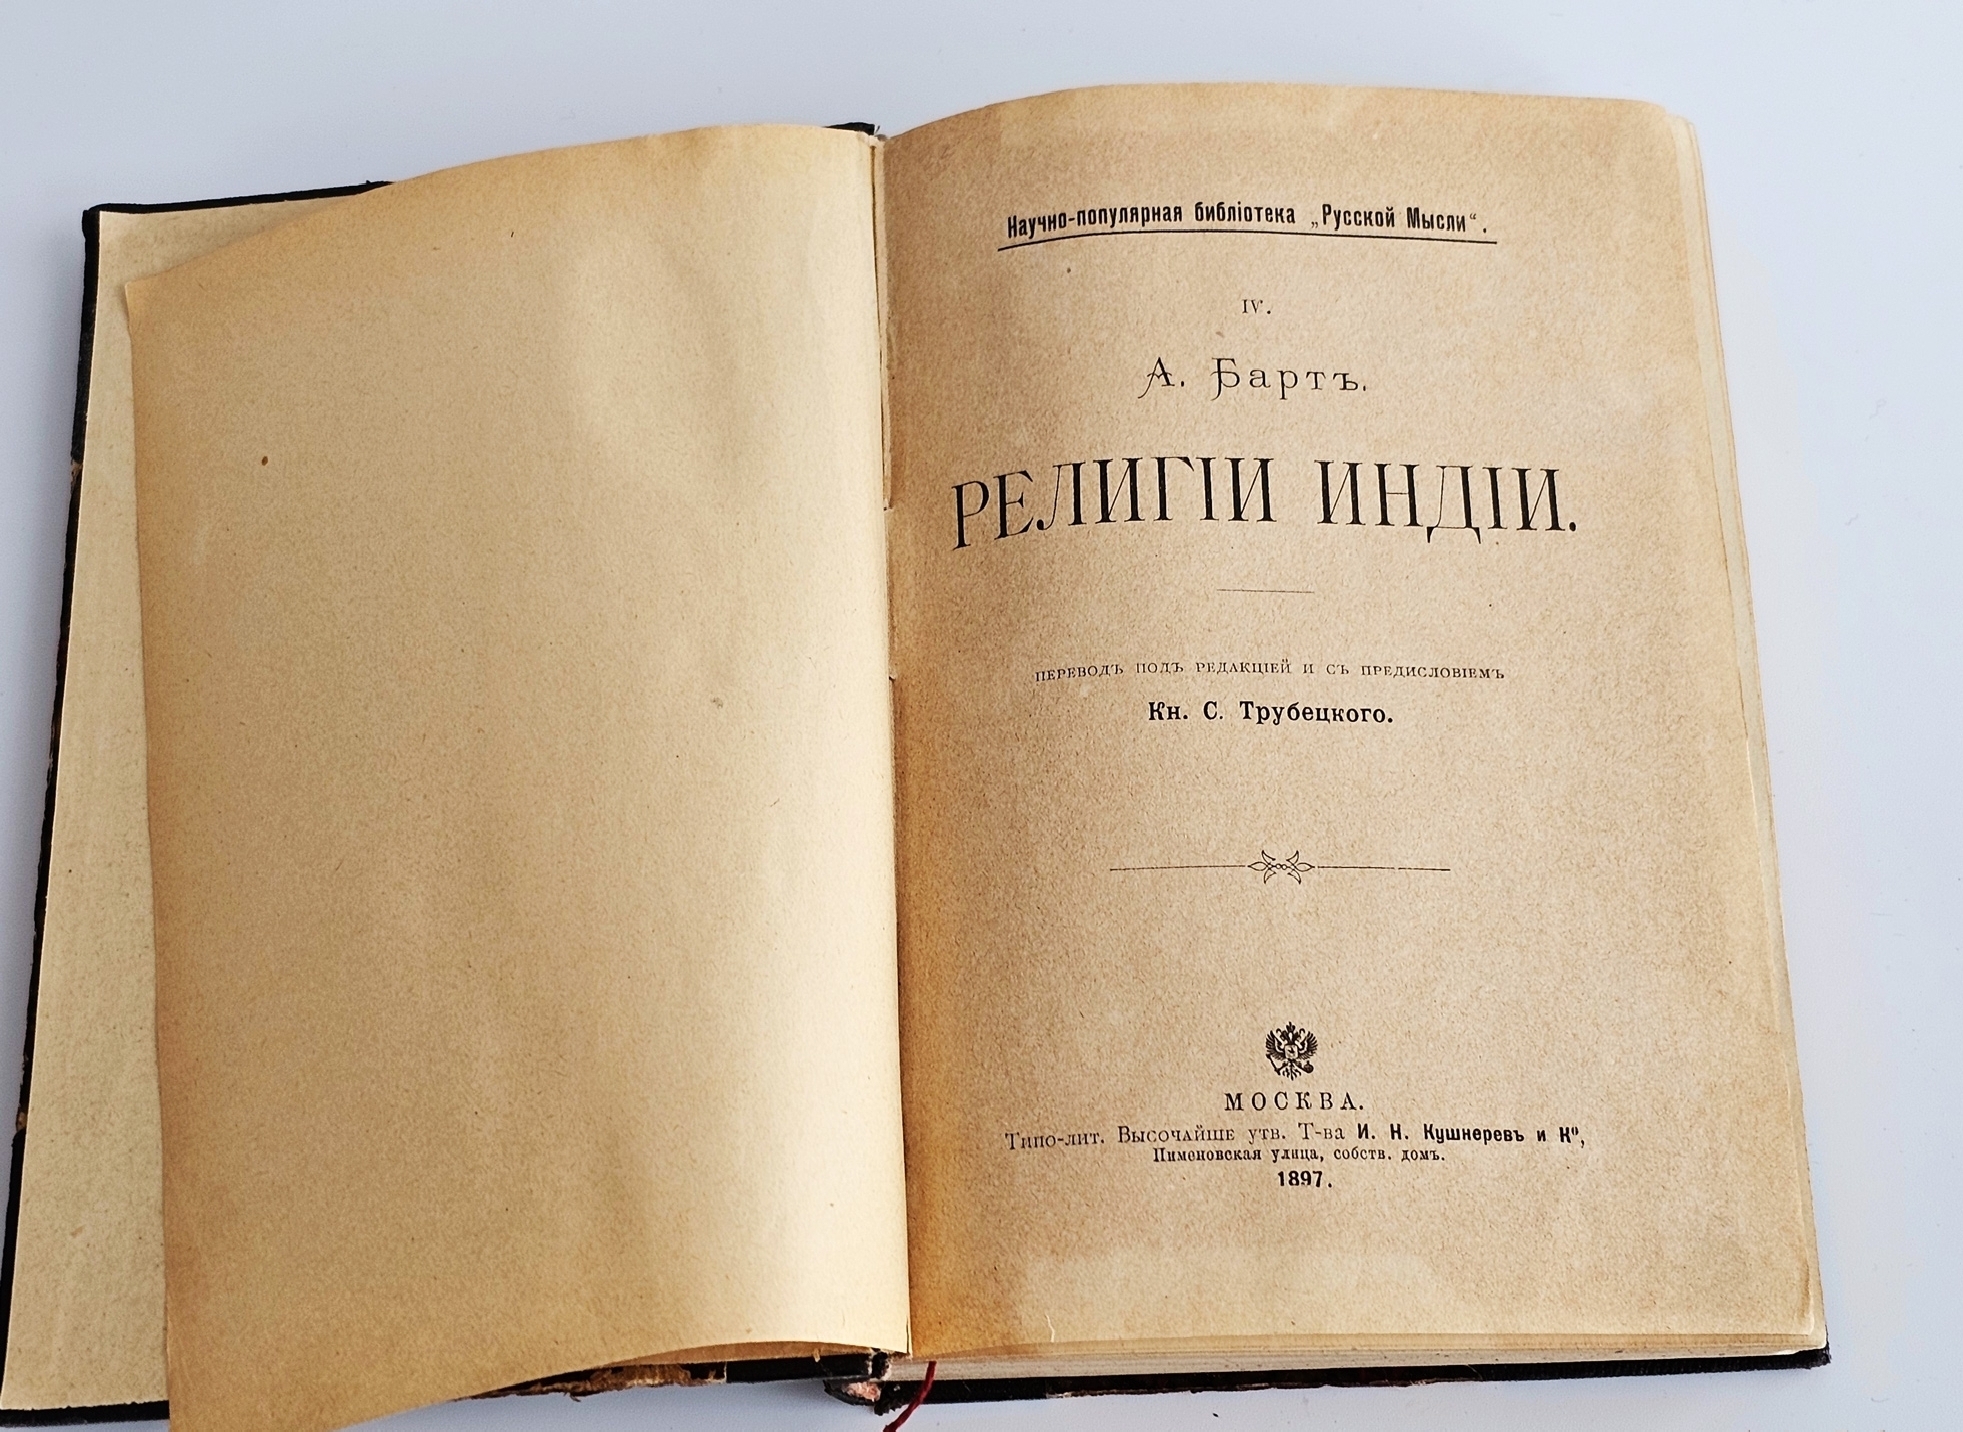 Научно-популярная библіотека „Русской Мысли“.
IV.
А. Бартъ.
РЕЛИГІИ ИНДІИ.
ПЕРЕВОДЪ ПОДЪ РЕДАКЦІЕЙ И СЪ ПРЕДИСЛОВІЕМЪ
Кн. С. Трубецкого.
МОСКВА.
Типо-лит. Высочайше утв. Т-ва И. Н. Кушнеревъ и К°,
Пименовская улица, собств. домъ.
1897.